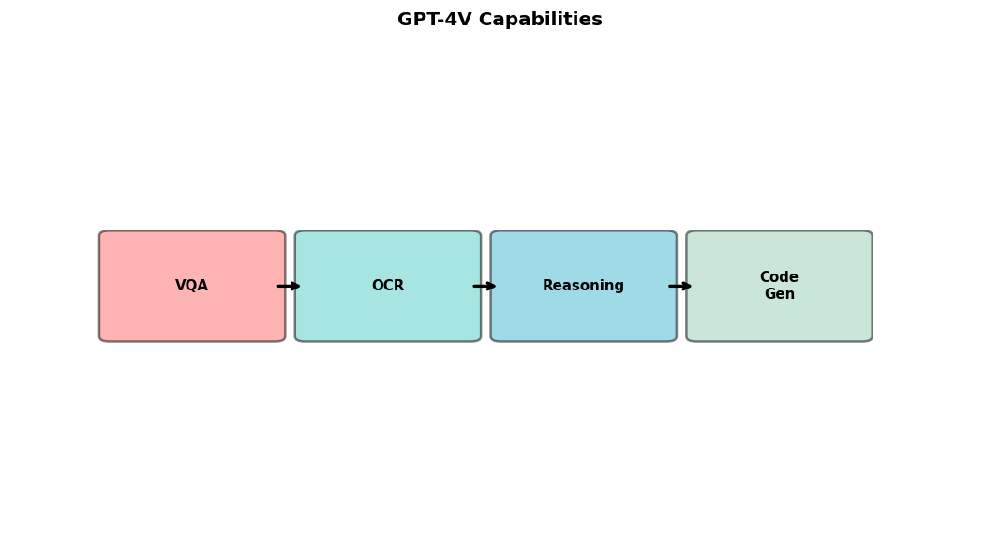 GPT-4V Capabilities
VQA
OCR
Reasoning
Code
Gen